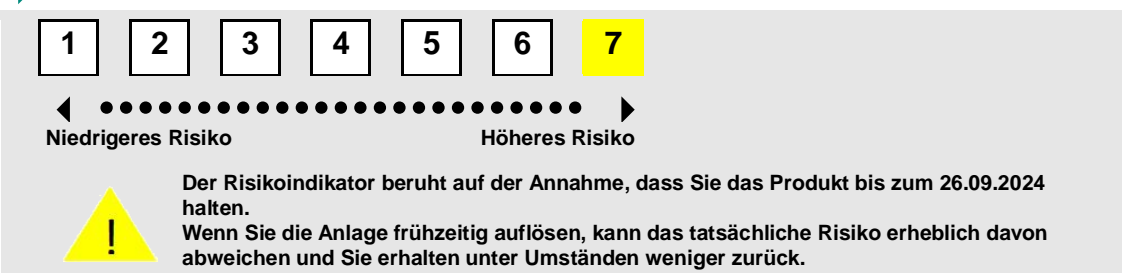 1 2 3 4 5 6 7
Niedrigeres Risiko Höheres Risiko
Der Risikoindikator beruht auf der Annahme, dass Sie das Produkt bis zum 26.09.2024
halten.
Wenn Sie die Anlage frühzeitig auflösen, kann das tatsächliche Risiko erheblich davon
abweichen und Sie erhalten unter Umständen weniger zurück.
!